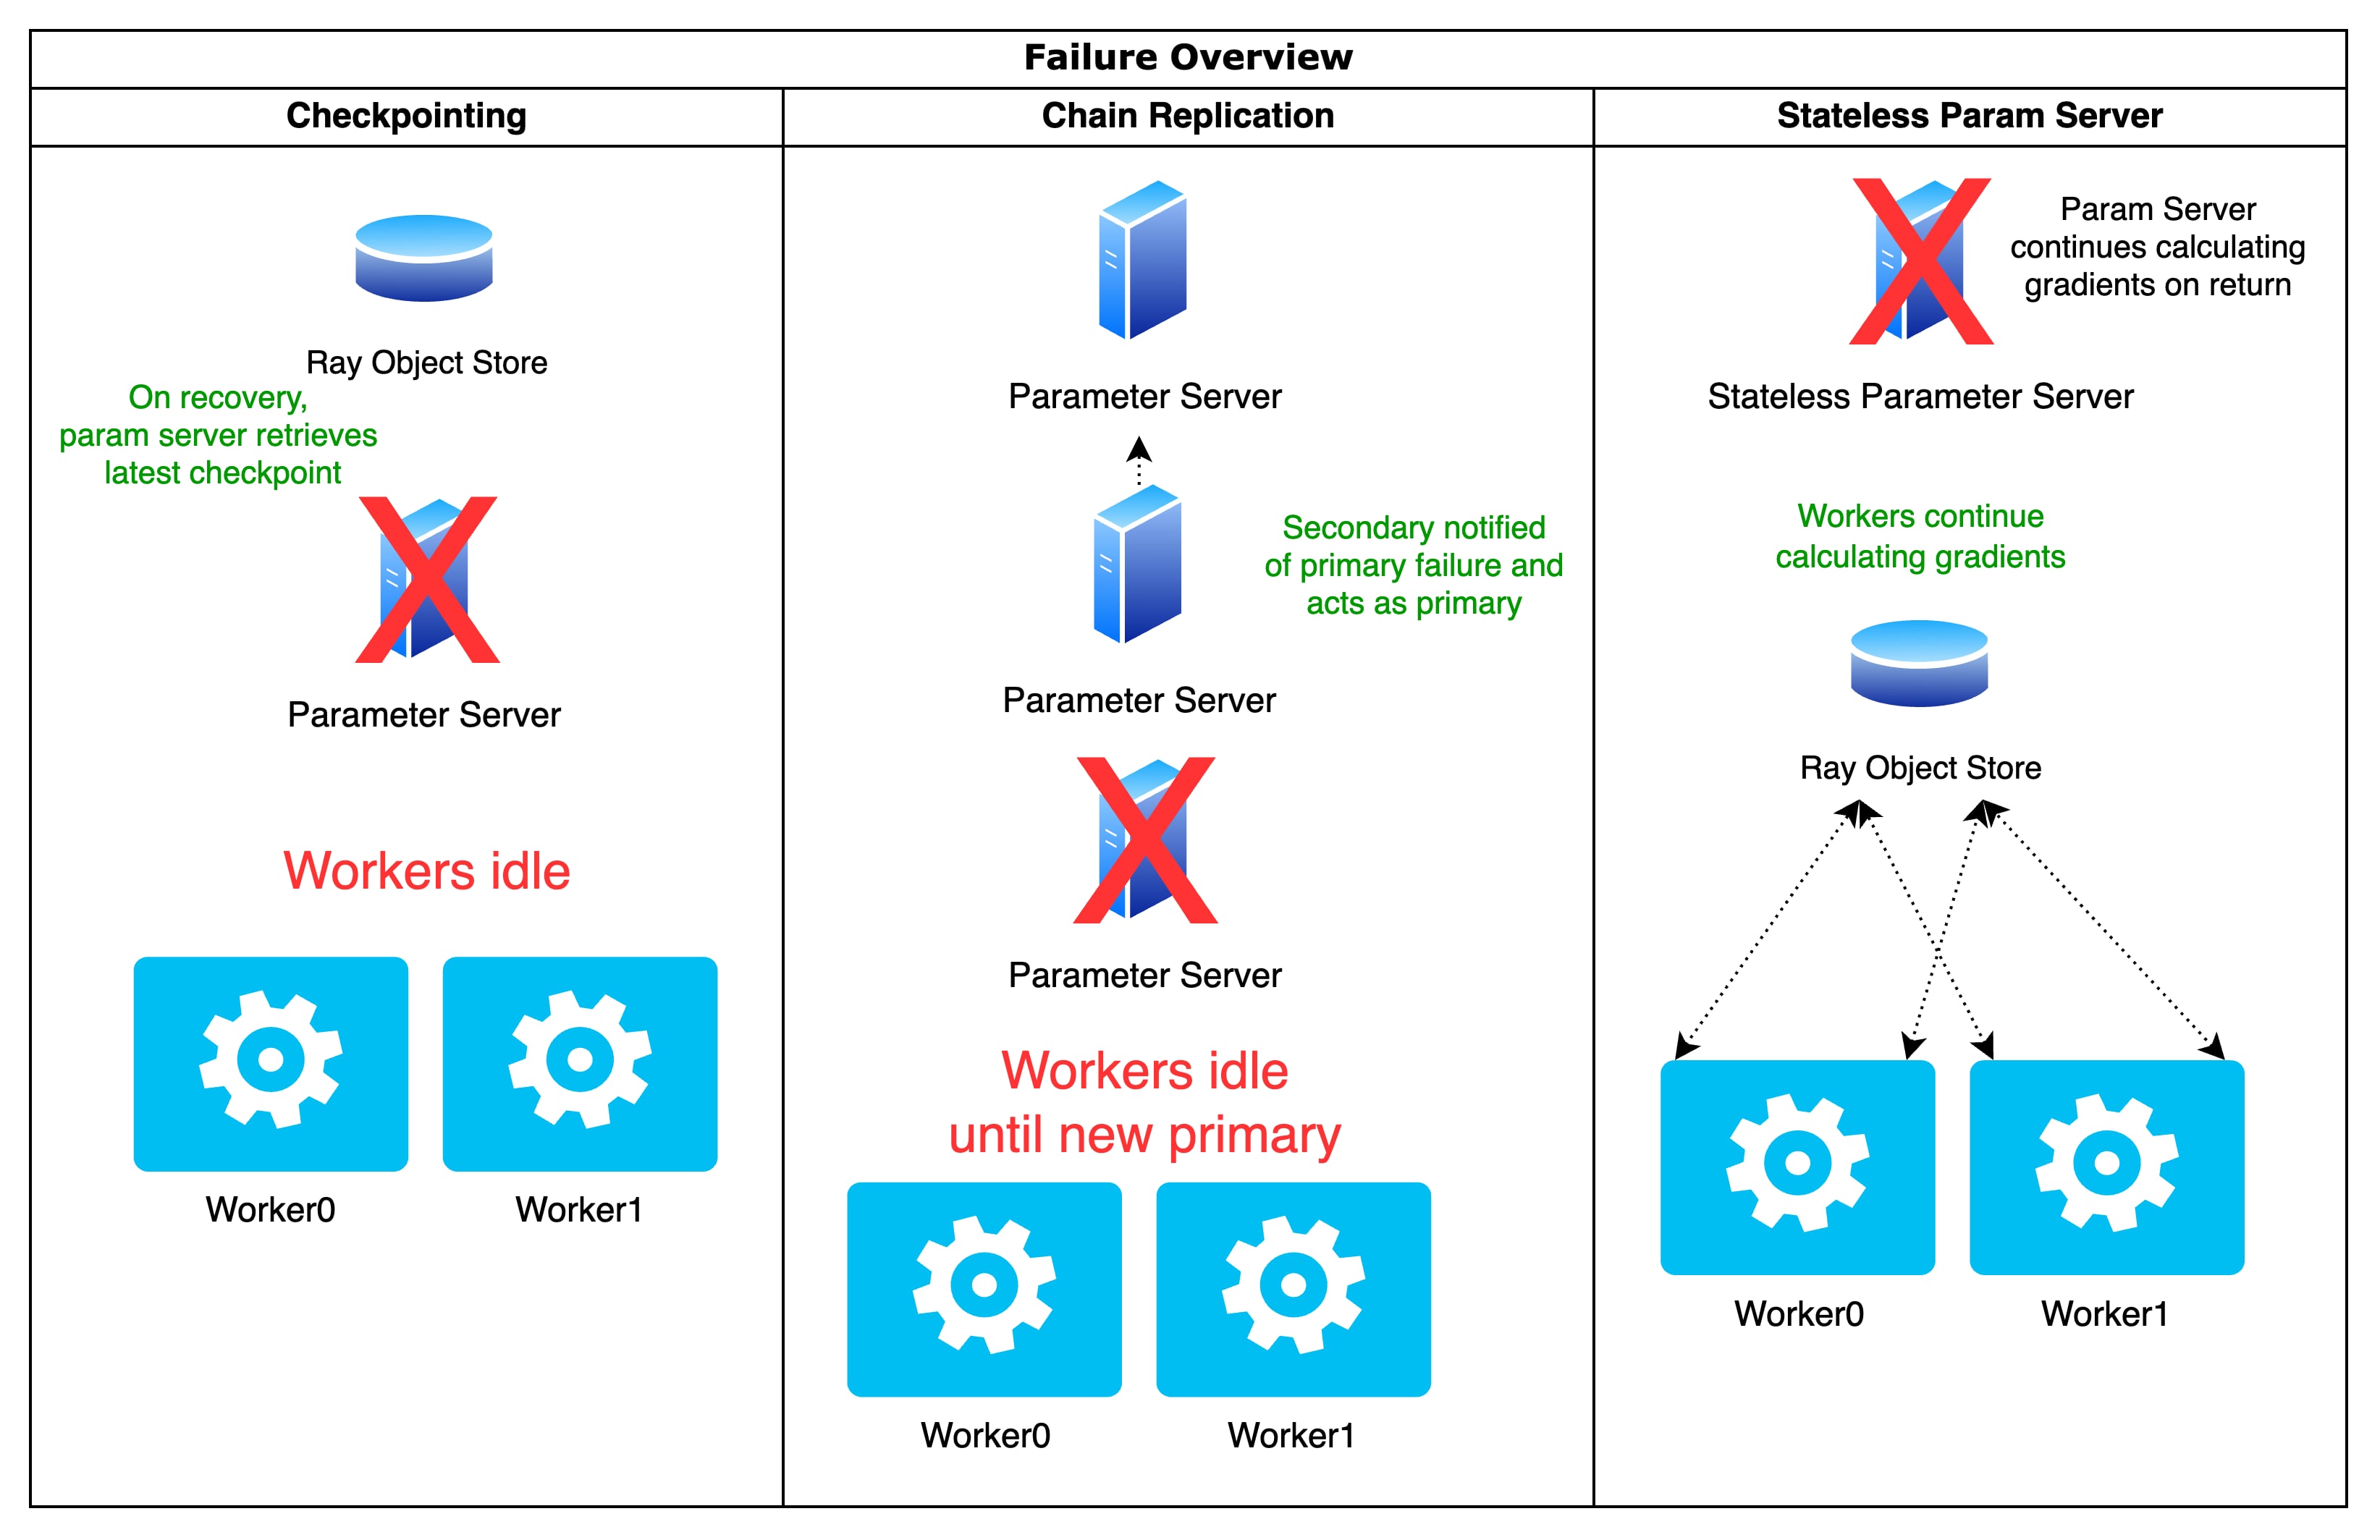 Failure Overview
Checkpointing
Chain Replication
Stateless Param Server
Ray Object Store
On recovery,
param server retrieves
latest checkpoint
Parameter Server
Workers idle
Worker0
Worker1
Parameter Server
Secondary notified
of primary failure and
acts as primary
Parameter Server
Parameter Server
Workers idle
until new primary
Worker0
Worker1
Param Server
continues calculating
gradients on return
Stateless Parameter Server
Workers continue
calculating gradients
Ray Object Store
Worker0
Worker1